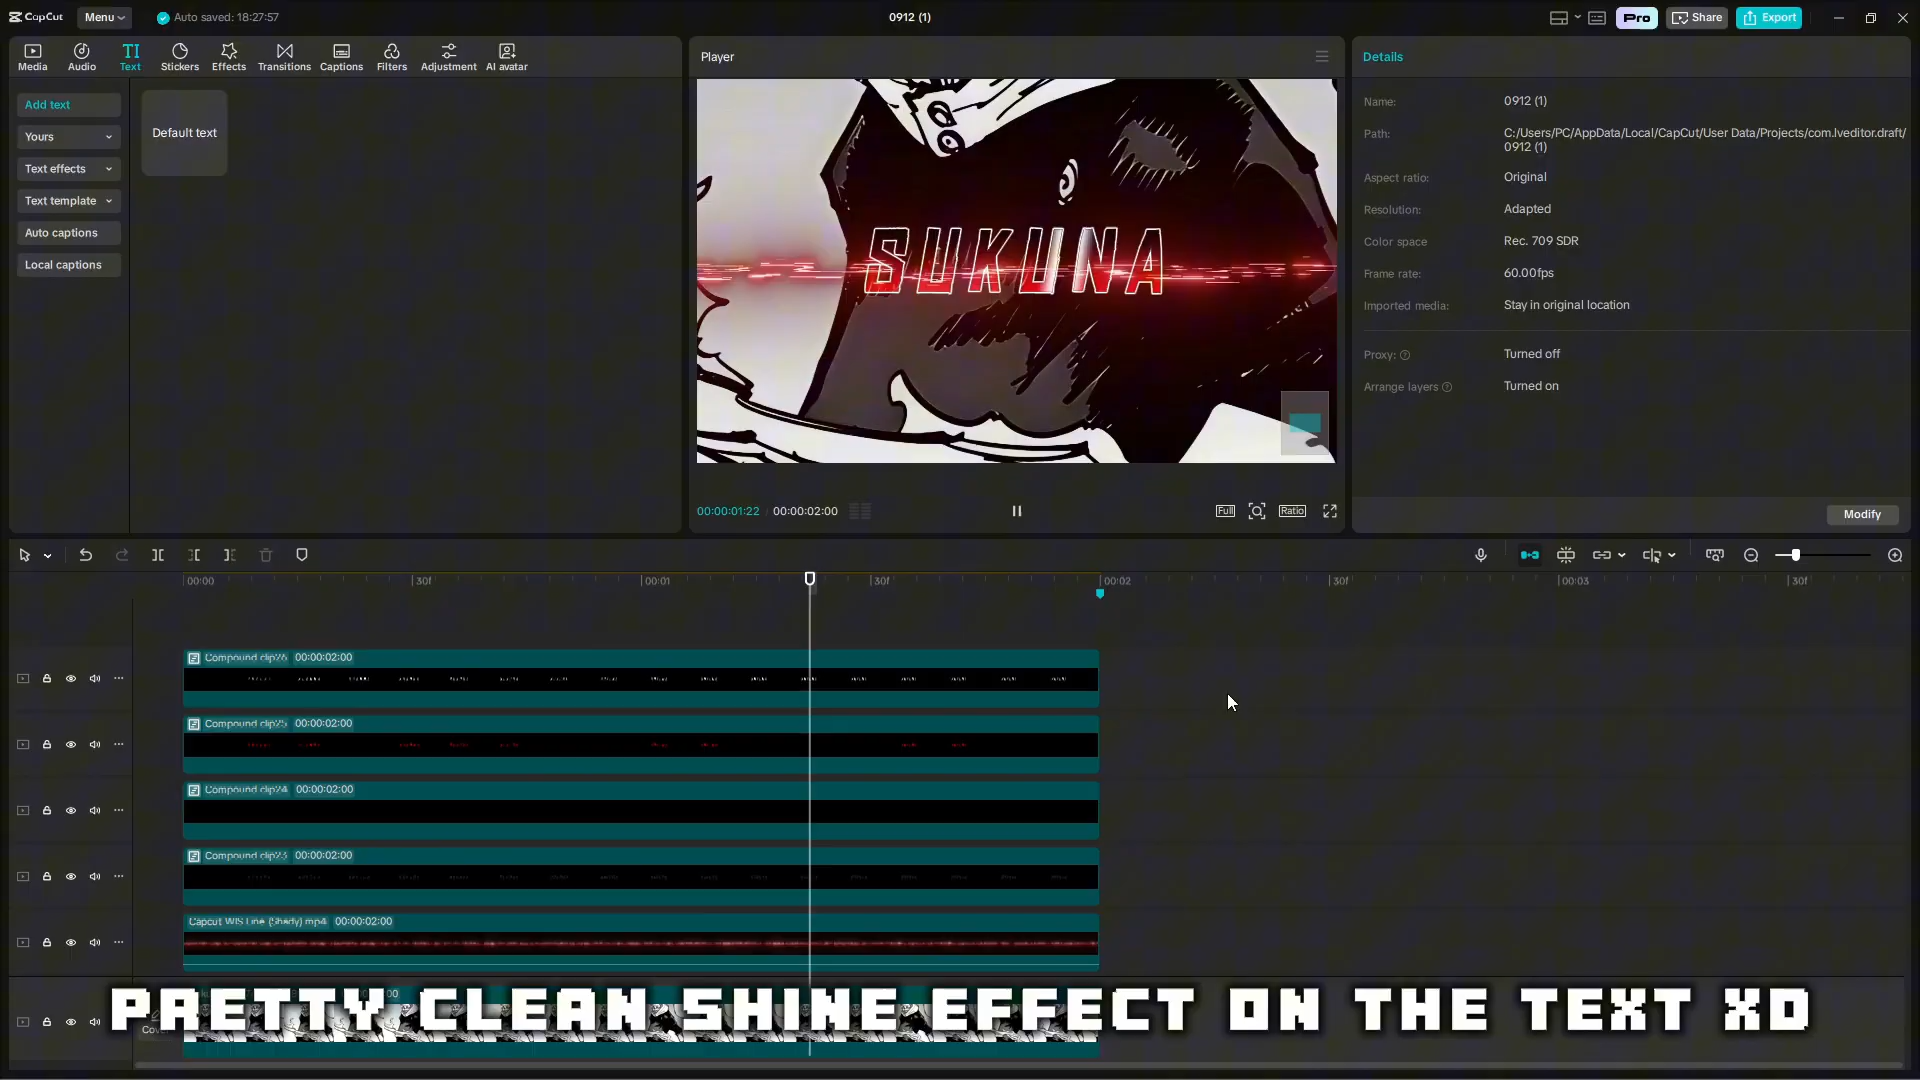 CapCut
Menu
Auto saved: 18:27:57
0912 (1)
Pro
Share
Export
Media
Audio
TI
Text
Stickers
Effects
Transitions
Captions
Filters
Adjustment
AI avatar
Add text
Yours
Text effects
Text template
Auto captions
Local captions
Default text
Player
SUKUNA
00:00:01:22 / 00:00:02:00
Full
Ratio
Details
Name: 0912 (1)
Path: C:/Users/PC/AppData/Local/CapCut/User Data/Projects/com.lveditor.draft/
0912 (1)
Aspect ratio: Original
Resolution: Adapted
Color space Rec. 709 SDR
Frame rate: 60.00fps
Imported media: Stay in original location
Proxy: Turned off
Arrange layers Turned on
Modify
00:00 30f 00:01 30f 00:02 30f 00:03 30f
Compound clip26 00:00:02:00
Compound clip25 00:00:02:00
Compound clip24 00:00:02:00
Compound clip23 00:00:02:00
Capcut WIS Line (Shady).mp4 00:00:02:00
PRETTY CLEAN SHINE EFFECT ON THE TEXT XD